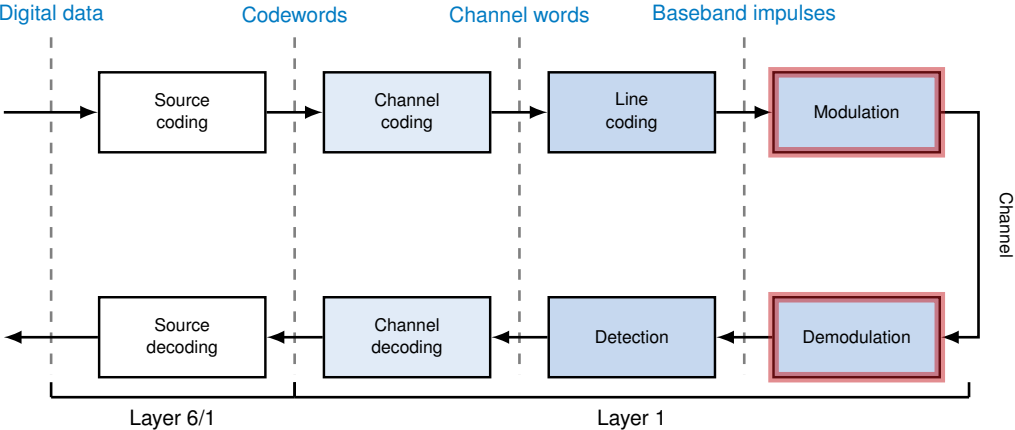 Digital data
Codewords
Channel words
Baseband impulses
Source
coding
Channel
coding
Line
coding
Modulation
Channel
Source
decoding
Channel
decoding
Detection
Demodulation
Layer 6/1
Layer 1